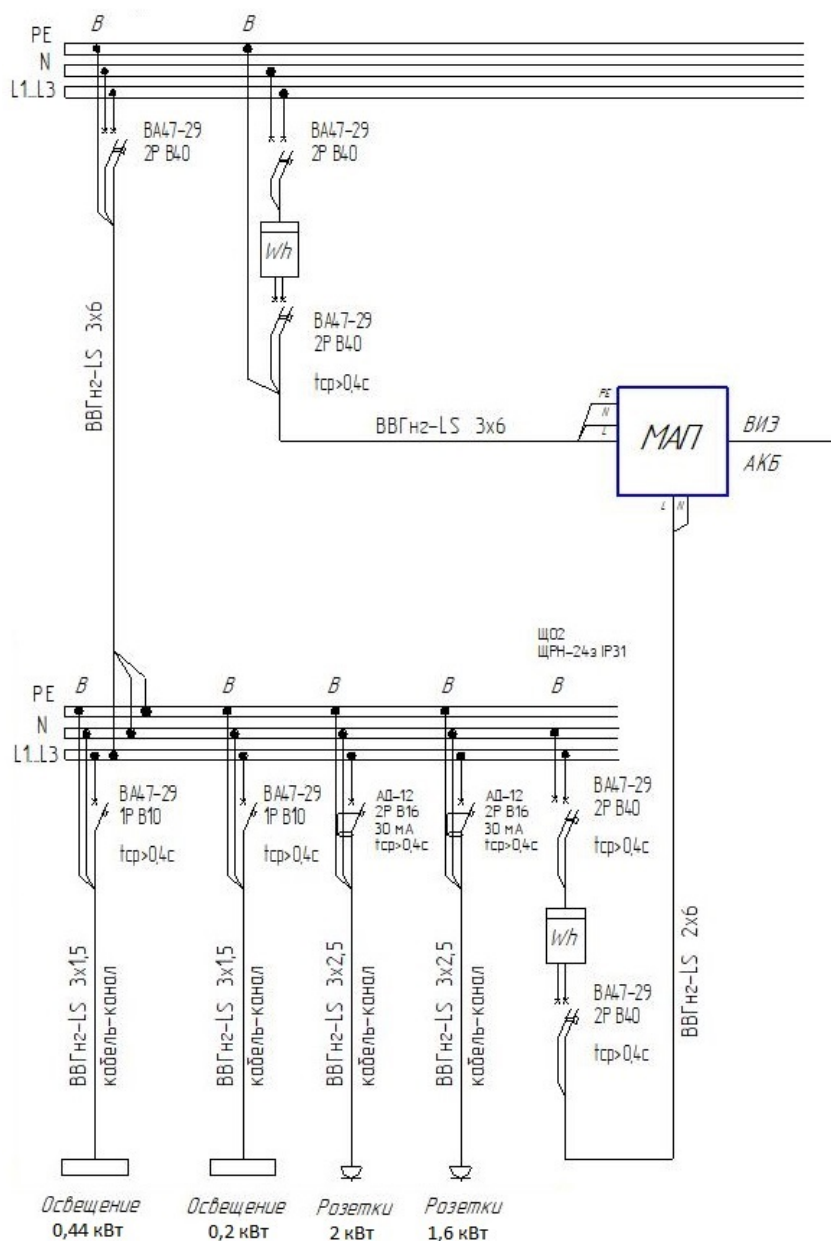 В
В
PE
N
L1..L3
ВА47-29
2Р В40
ВА47-29
2Р В40
Wh
ВА47-29
2Р В40
tср>0,4с
ВВГнг-LS 3х6
ВВГнг-LS 3х6
PE
N
L
МАП
ВИЭ
АКБ
L
N
ЩО2
ЩРН-24з IP31
В
В
В
В
В
PE
N
L1..L3
ВА47-29
1Р В10
tср>0,4с
ВА47-29
1Р В10
tср>0,4с
АД-12
2Р В16
30 мА
tср>0,4с
АД-12
2Р В16
30 мА
tср>0,4с
ВА47-29
2Р В40
tср>0,4с
Wh
ВА47-29
2Р В40
tср>0,4с
ВВГнг-LS 3х1,5
кабель-канал
ВВГнг-LS 3х1,5
кабель-канал
ВВГнг-LS 3х2,5
кабель-канал
ВВГнг-LS 3х2,5
кабель-канал
ВВГнг-LS 2х6
Освещение
0,44 кВт
Освещение
0,2 кВт
Розетки
2 кВт
Розетки
1,6 кВт